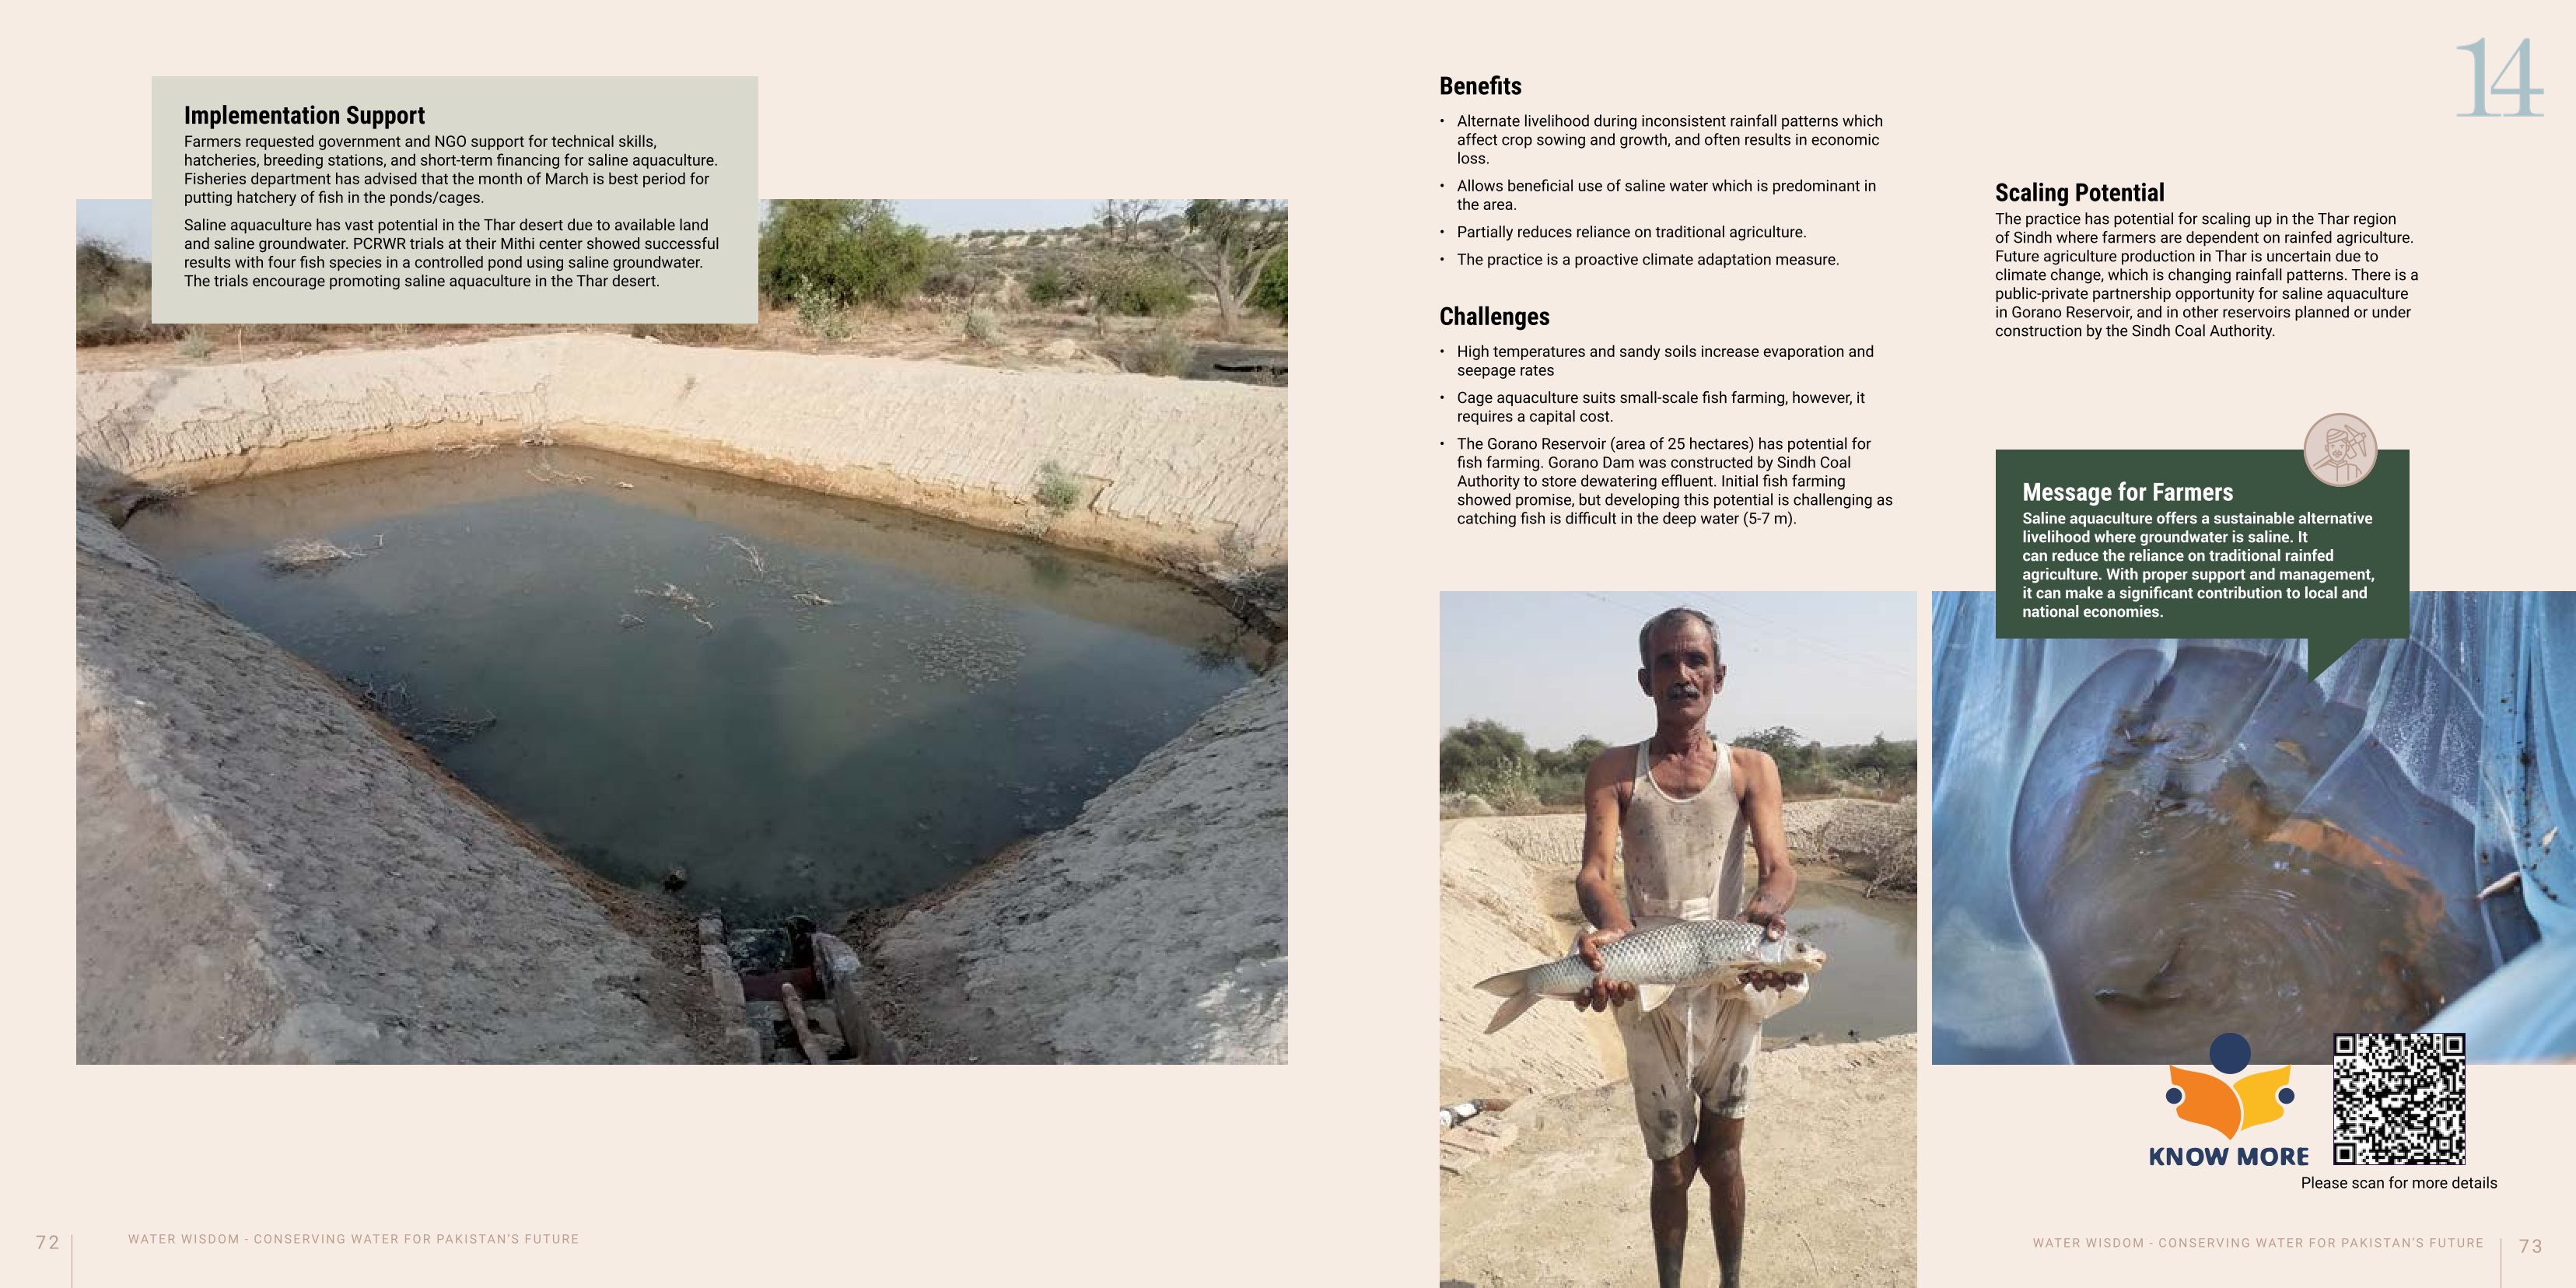 Implementation Support
Farmers requested government and NGO support for technical skills,
hatcheries, breeding stations, and short-term financing for saline aquaculture.
Fisheries department has advised that the month of March is best period for
putting hatchery of fish in the ponds/cages.
Saline aquaculture has vast potential in the Thar desert due to available land
and saline groundwater. PCRWR trials at their Mithi center showed successful
results with four fish species in a controlled pond using saline groundwater.
The trials encourage promoting saline aquaculture in the Thar desert.
72
WATER WISDOM - CONSERVING WATER FOR PAKISTAN'S FUTURE
Benefits
• Alternate livelihood during inconsistent rainfall patterns which
affect crop sowing and growth, and often results in economic
loss.
• Allows beneficial use of saline water which is predominant in
the area.
• Partially reduces reliance on traditional agriculture.
• The practice is a proactive climate adaptation measure.
Challenges
• High temperatures and sandy soils increase evaporation and
seepage rates
• Cage aquaculture suits small-scale fish farming, however, it
requires a capital cost.
• The Gorano Reservoir (area of 25 hectares) has potential for
fish farming. Gorano Dam was constructed by Sindh Coal
Authority to store dewatering effluent. Initial fish farming
showed promise, but developing this potential is challenging as
catching fish is difficult in the deep water (5-7 m).
14
Scaling Potential
The practice has potential for scaling up in the Thar region
of Sindh where farmers are dependent on rainfed agriculture.
Future agriculture production in Thar is uncertain due to
climate change, which is changing rainfall patterns. There is a
public-private partnership opportunity for saline aquaculture
in Gorano Reservoir, and in other reservoirs planned or under
construction by the Sindh Coal Authority.
Message for Farmers
Saline aquaculture offers a sustainable alternative
livelihood where groundwater is saline. It
can reduce the reliance on traditional rainfed
agriculture. With proper support and management,
it can make a significant contribution to local and
national economies.
KNOW MORE
Please scan for more details
WATER WISDOM - CONSERVING WATER FOR PAKISTAN'S FUTURE
73